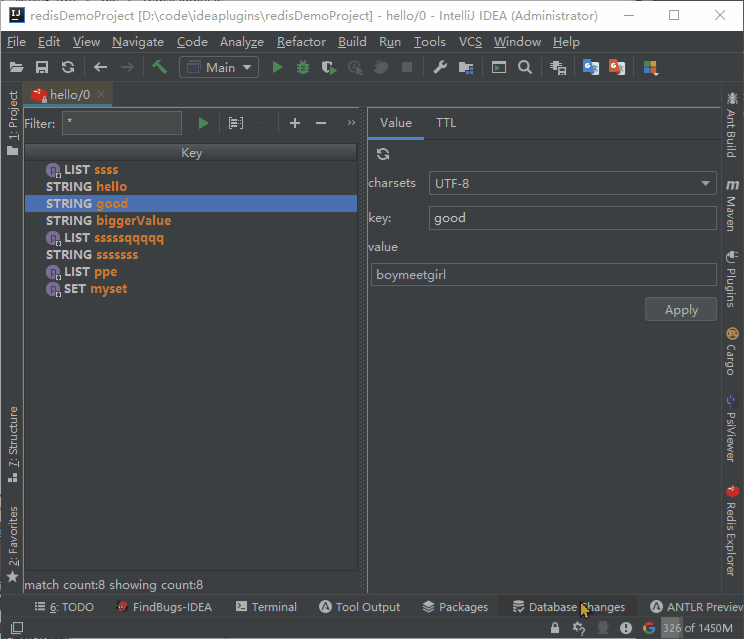 redisDemoProject [D:\code\ideaplugins\redisDemoProject] - hello/0 - IntelliJ IDEA (Administrator)
File Edit View Navigate Code Analyze Refactor Build Run Tools VCS Window Help
Main
hello/0
1: Project
7: Structure
2: Favorites
Filter: *
Key
LIST ssss
STRING hello
STRING good
STRING biggerValue
LIST sssssqqqqq
STRING sssssss
LIST ppe
SET myset
match count:8 showing count:8
Value TTL
charsets UTF-8
key: good
value
boymeetgirl
Apply
Ant Build
Maven
Plugins
Cargo
PsiViewer
Redis Explorer
6: TODO FindBugs-IDEA Terminal Tool Output Packages Database Changes ANTLR Preview
326 of 1450M